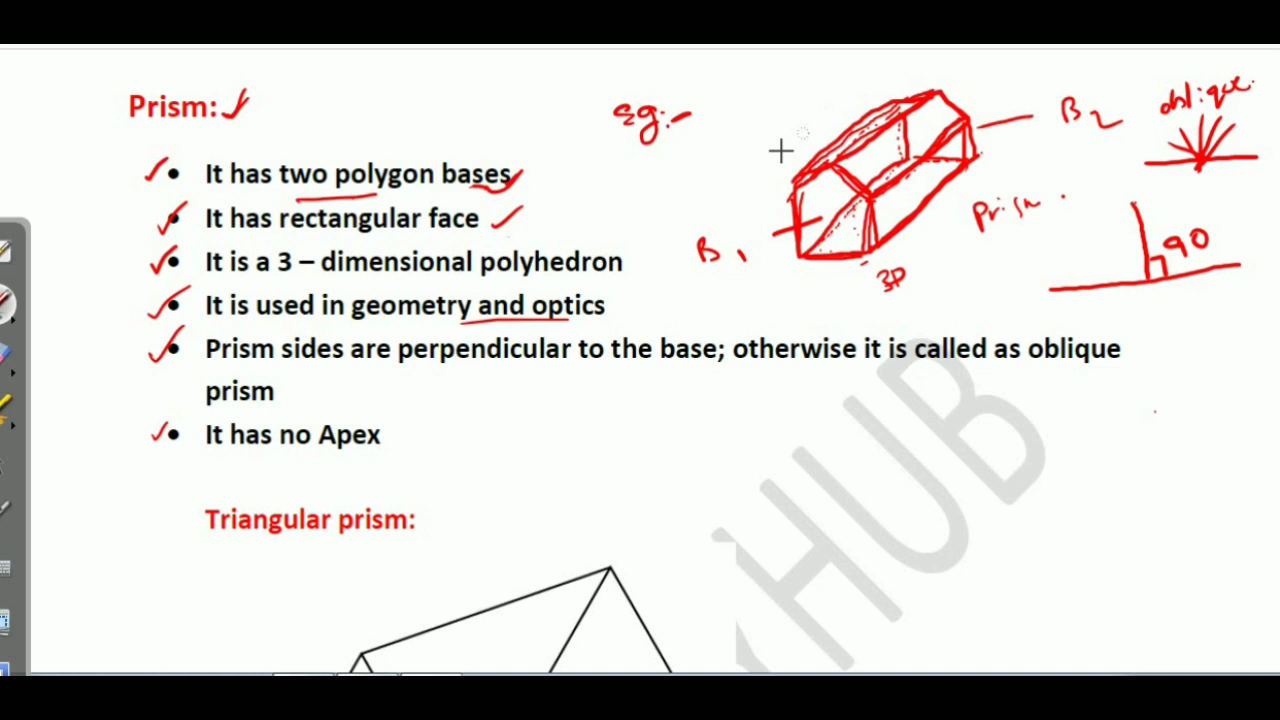 Prism:
Eg:-
B2
oblique.
It has two polygon bases
It has rectangular face
Prism.
B1
3D
90
It is a 3 – dimensional polyhedron
It is used in geometry and optics
Prism sides are perpendicular to the base; otherwise it is called as oblique
prism
It has no Apex
Triangular prism:
HUB